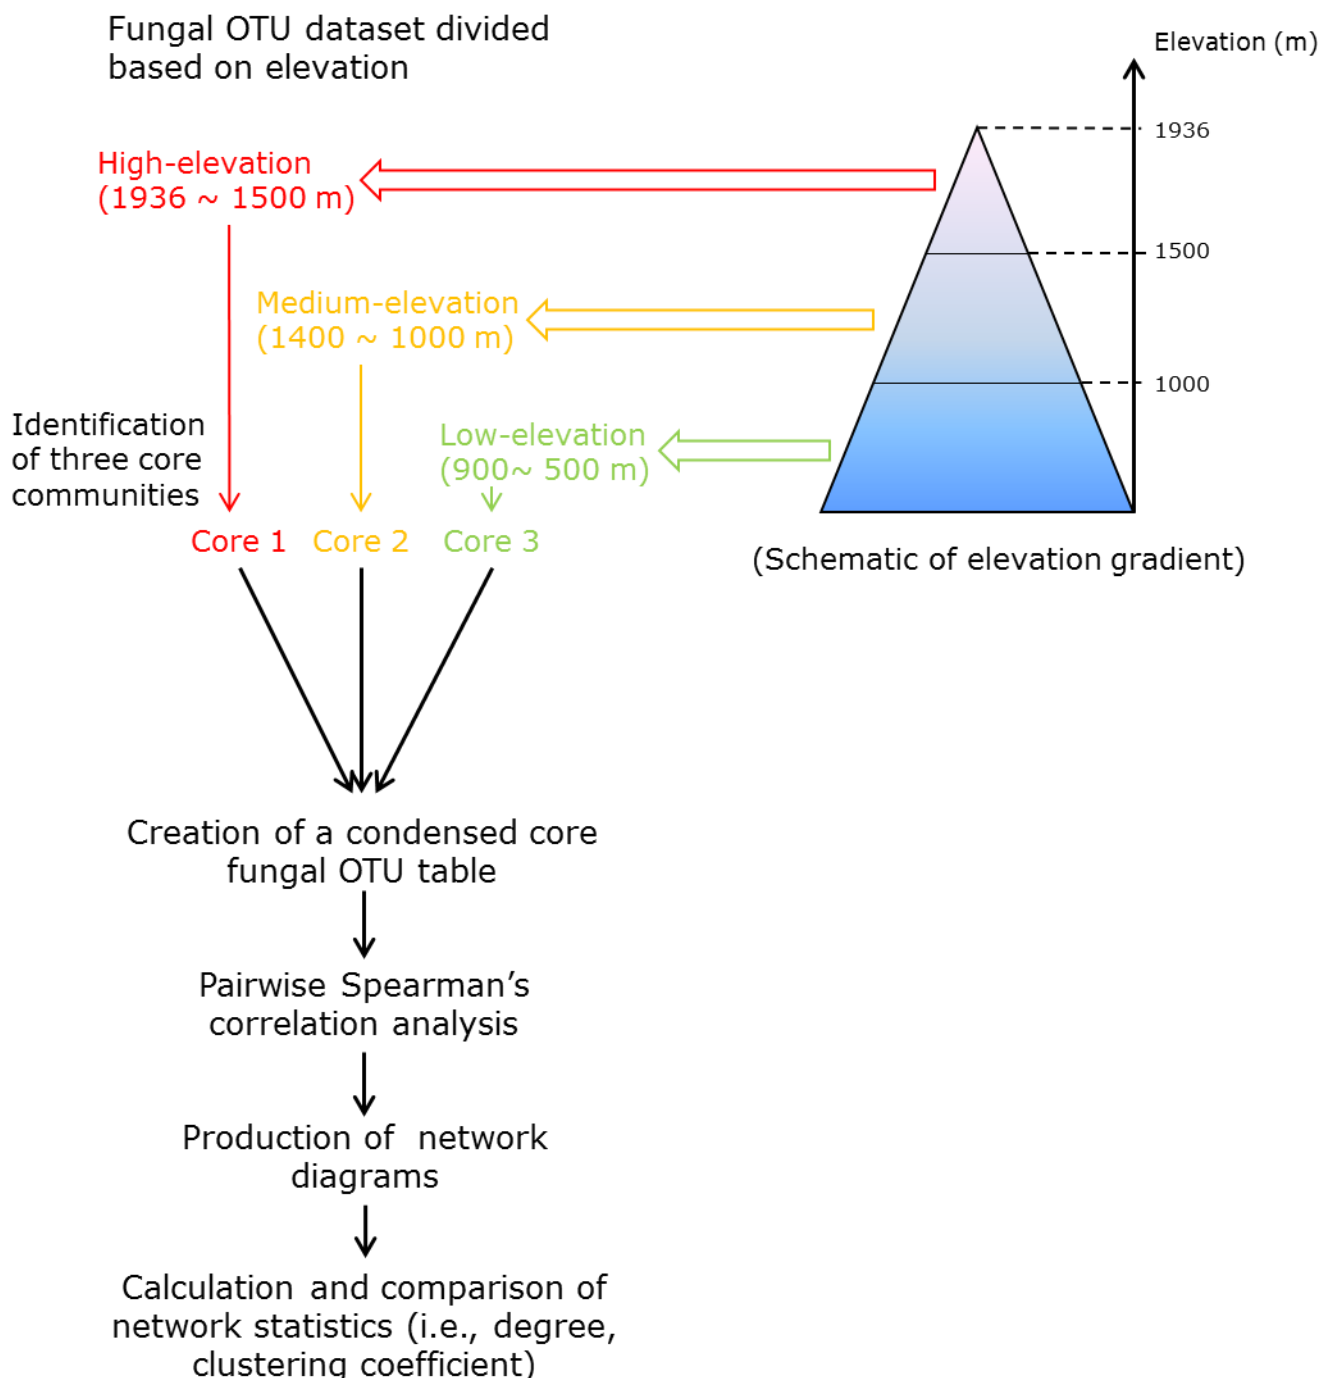 Fungal OTU dataset divided
based on elevation
Elevation (m)
1936
High-elevation
(1936 ~ 1500 m)
1500
Medium-elevation
(1400 ~ 1000 m)
1000
Identification
of three core
communities
Low-elevation
(900~ 500 m)
Core 1
Core 2
Core 3
(Schematic of elevation gradient)
Creation of a condensed core
fungal OTU table
Pairwise Spearman’s
correlation analysis
Production of network
diagrams
Calculation and comparison of
network statistics (i.e., degree,
clustering coefficient)